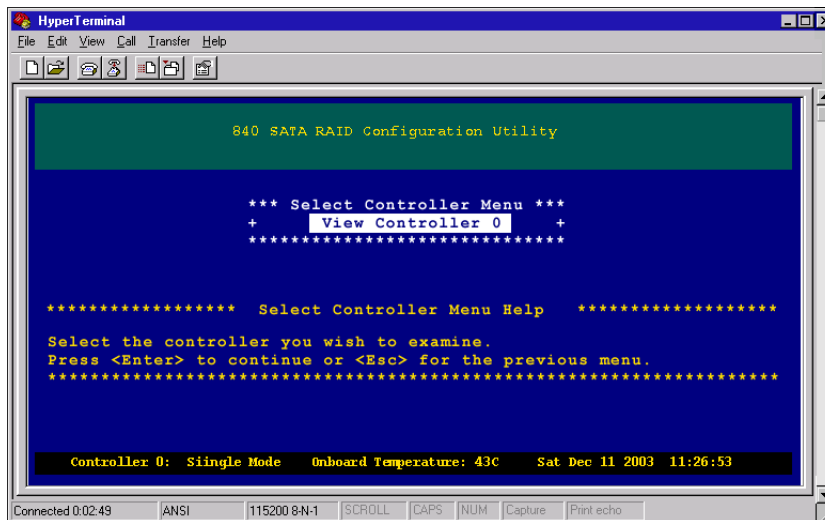 HyperTerminal
File Edit View Call Transfer Help
840 SATA RAID Configuration Utility
*** Select Controller Menu ***
+ View Controller 0 +
******************************
****************** Select Controller Menu Help *******************
Select the controller you wish to examine.
Press <Enter> to continue or <Esc> for the previous menu.
*********************************************************************
Controller 0: Siingle Mode Onboard Temperature: 43C Sat Dec 11 2003 11:26:53
Connected 0:02:49 ANSI 115200 8-N-1 SCROLL CAPS NUM Capture Print echo